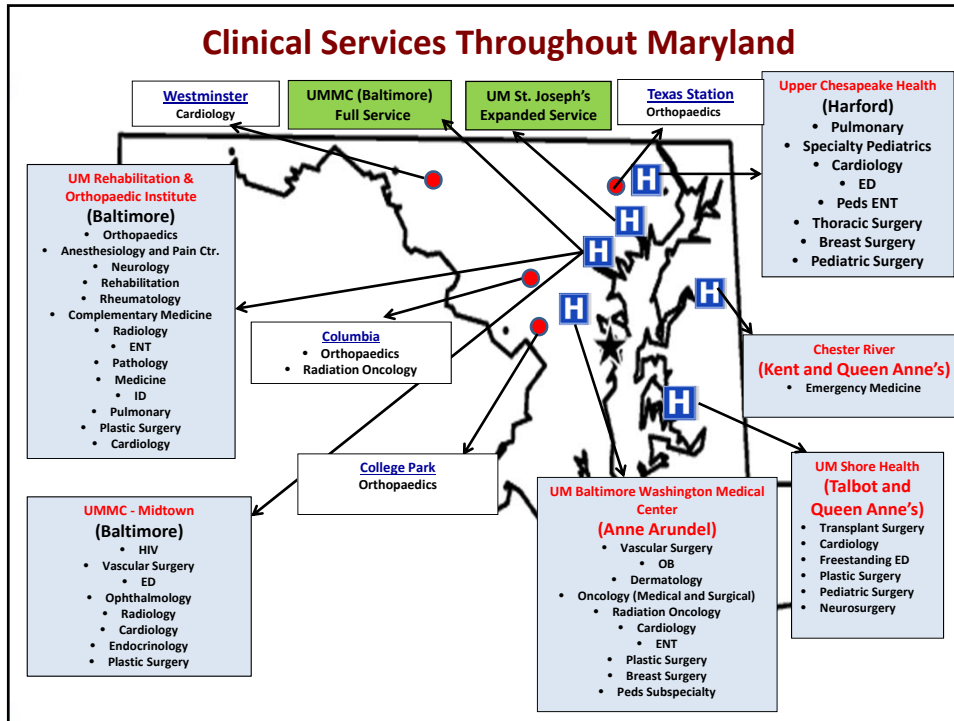 Clinical Services Throughout Maryland
Westminster
Cardiology
UMMC (Baltimore)
Full Service
UM St. Joseph's
Expanded Service
Texas Station
Orthopaedics
Upper Chesapeake Health
(Harford)
• Pulmonary
• Specialty Pediatrics
• Cardiology
• ED
• Peds ENT
• Thoracic Surgery
• Breast Surgery
• Pediatric Surgery
UM Rehabilitation &
Orthopaedic Institute
(Baltimore)
• Orthopaedics
• Anesthesiology and Pain Ctr.
• Neurology
• Rehabilitation
• Rheumatology
• Complementary Medicine
• Radiology
• ENT
• Pathology
• Medicine
• ID
• Pulmonary
• Plastic Surgery
• Cardiology
H
H
H
H
H
H
Columbia
• Orthopaedics
• Radiation Oncology
Chester River
(Kent and Queen Anne's)
• Emergency Medicine
College Park
Orthopaedics
UMMC - Midtown
(Baltimore)
• HIV
• Vascular Surgery
• ED
• Ophthalmology
• Radiology
• Cardiology
• Endocrinology
• Plastic Surgery
UM Baltimore Washington Medical
Center
(Anne Arundel)
• Vascular Surgery
• OB
• Dermatology
• Oncology (Medical and Surgical)
• Radiation Oncology
• Cardiology
• ENT
• Plastic Surgery
• Breast Surgery
• Peds Subspecialty
UM Shore Health
(Talbot and
Queen Anne's)
• Transplant Surgery
• Cardiology
• Freestanding ED
• Plastic Surgery
• Pediatric Surgery
• Neurosurgery